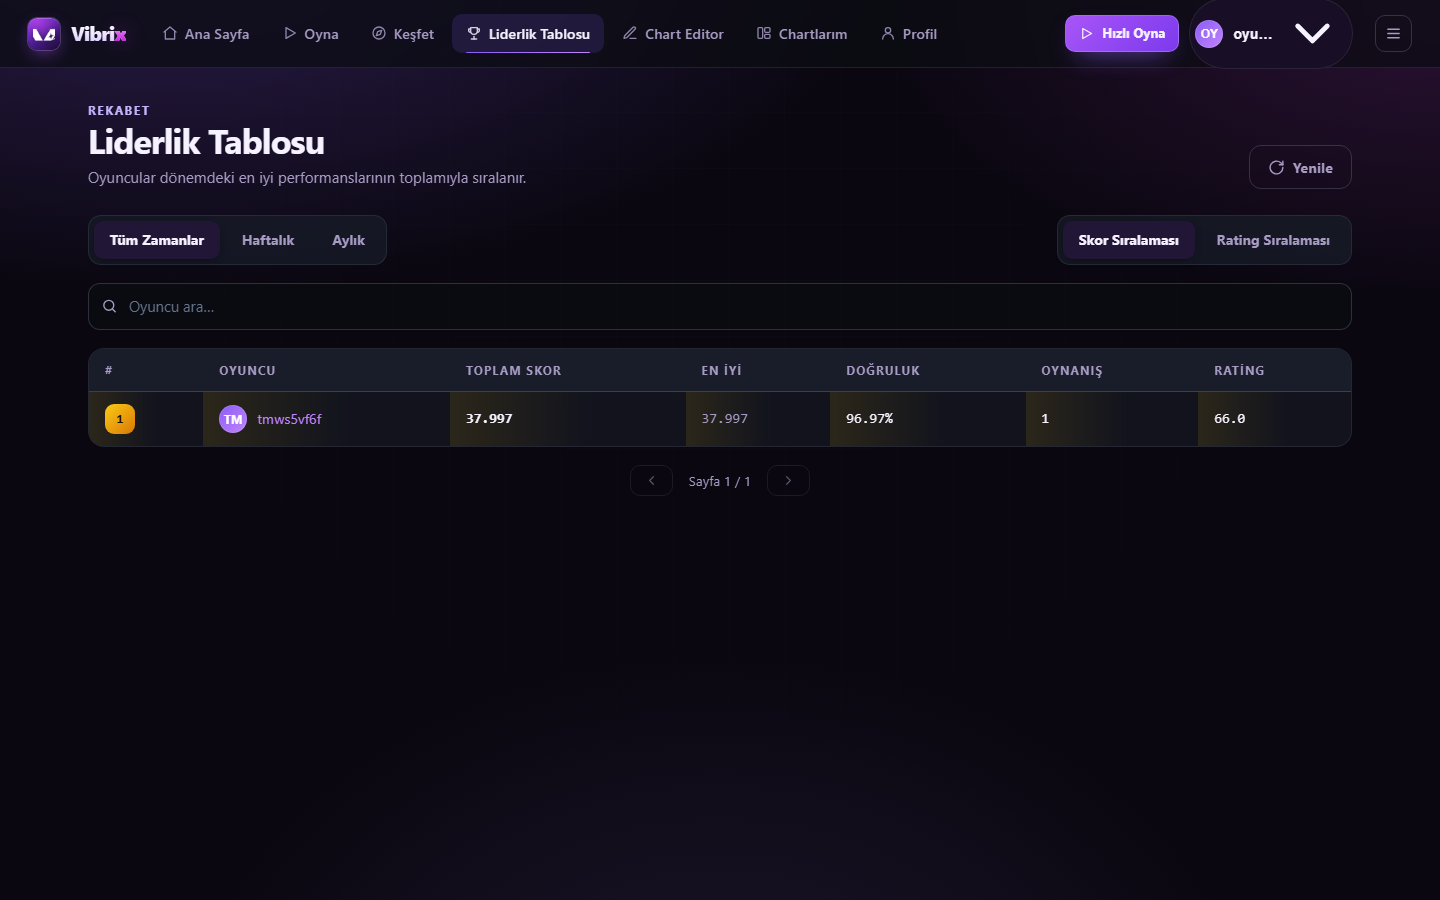 Vibrix
Ana Sayfa
Oyna
Keşfet
Liderlik Tablosu
Chart Editor
Chartlarım
Profil
Hızlı Oyna
OY
oyu...
REKABET
Liderlik Tablosu
Oyuncular dönemdeki en iyi performanslarının toplamıyla sıralanır.
Yenile
Tüm Zamanlar
Haftalık
Aylık
Skor Sıralaması
Rating Sıralaması
Oyuncu ara...
# OYUNCU TOPLAM SKOR EN İYİ DOĞRULUK OYNANIŞ RATİNG
1 TM tmws5vf6f 37.997 37.997 96.97% 1 66.0
Sayfa 1 / 1